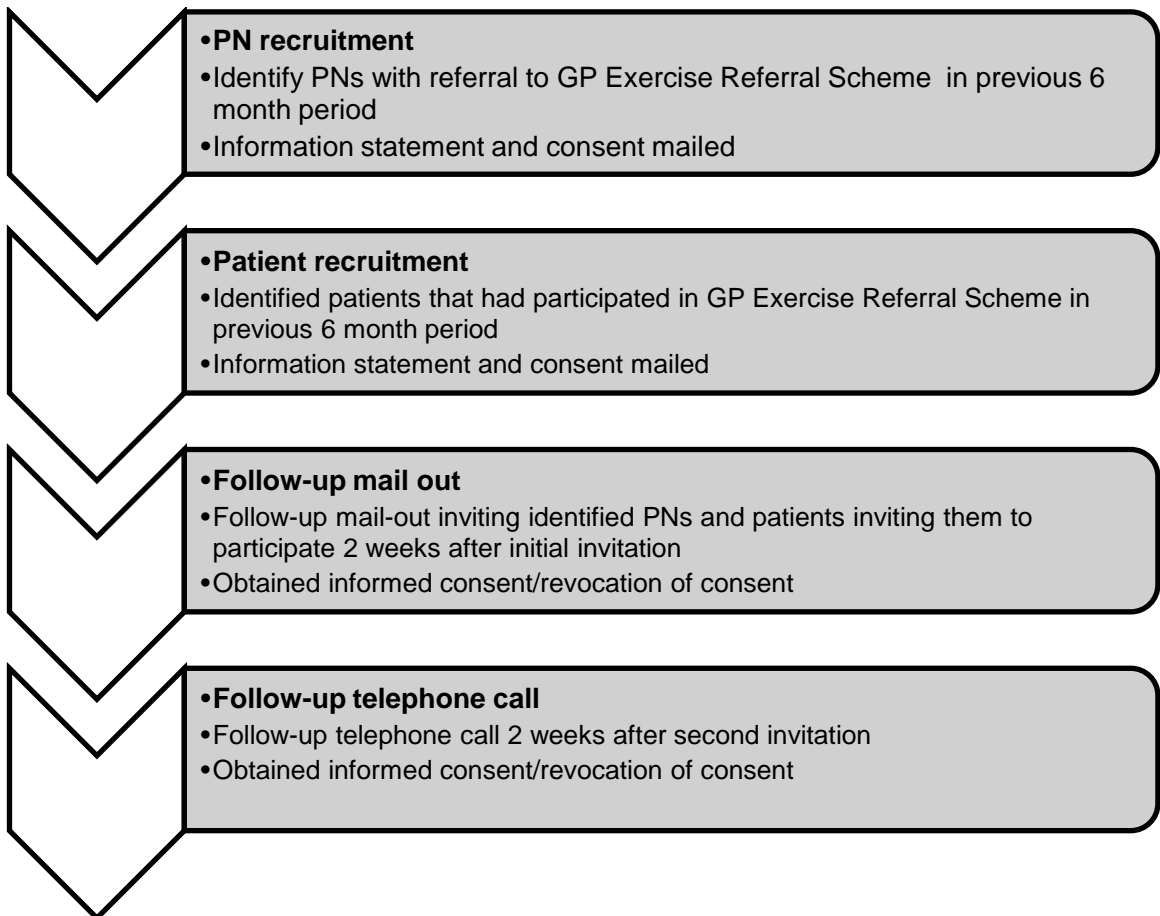 •PN recruitment
•Identify PNs with referral to GP Exercise Referral Scheme in previous 6
month period
•Information statement and consent mailed
•Patient recruitment
•Identified patients that had participated in GP Exercise Referral Scheme in
previous 6 month period
•Information statement and consent mailed
•Follow-up mail out
•Follow-up mail-out inviting identified PNs and patients inviting them to
participate 2 weeks after initial invitation
•Obtained informed consent/revocation of consent
•Follow-up telephone call
•Follow-up telephone call 2 weeks after second invitation
•Obtained informed consent/revocation of consent